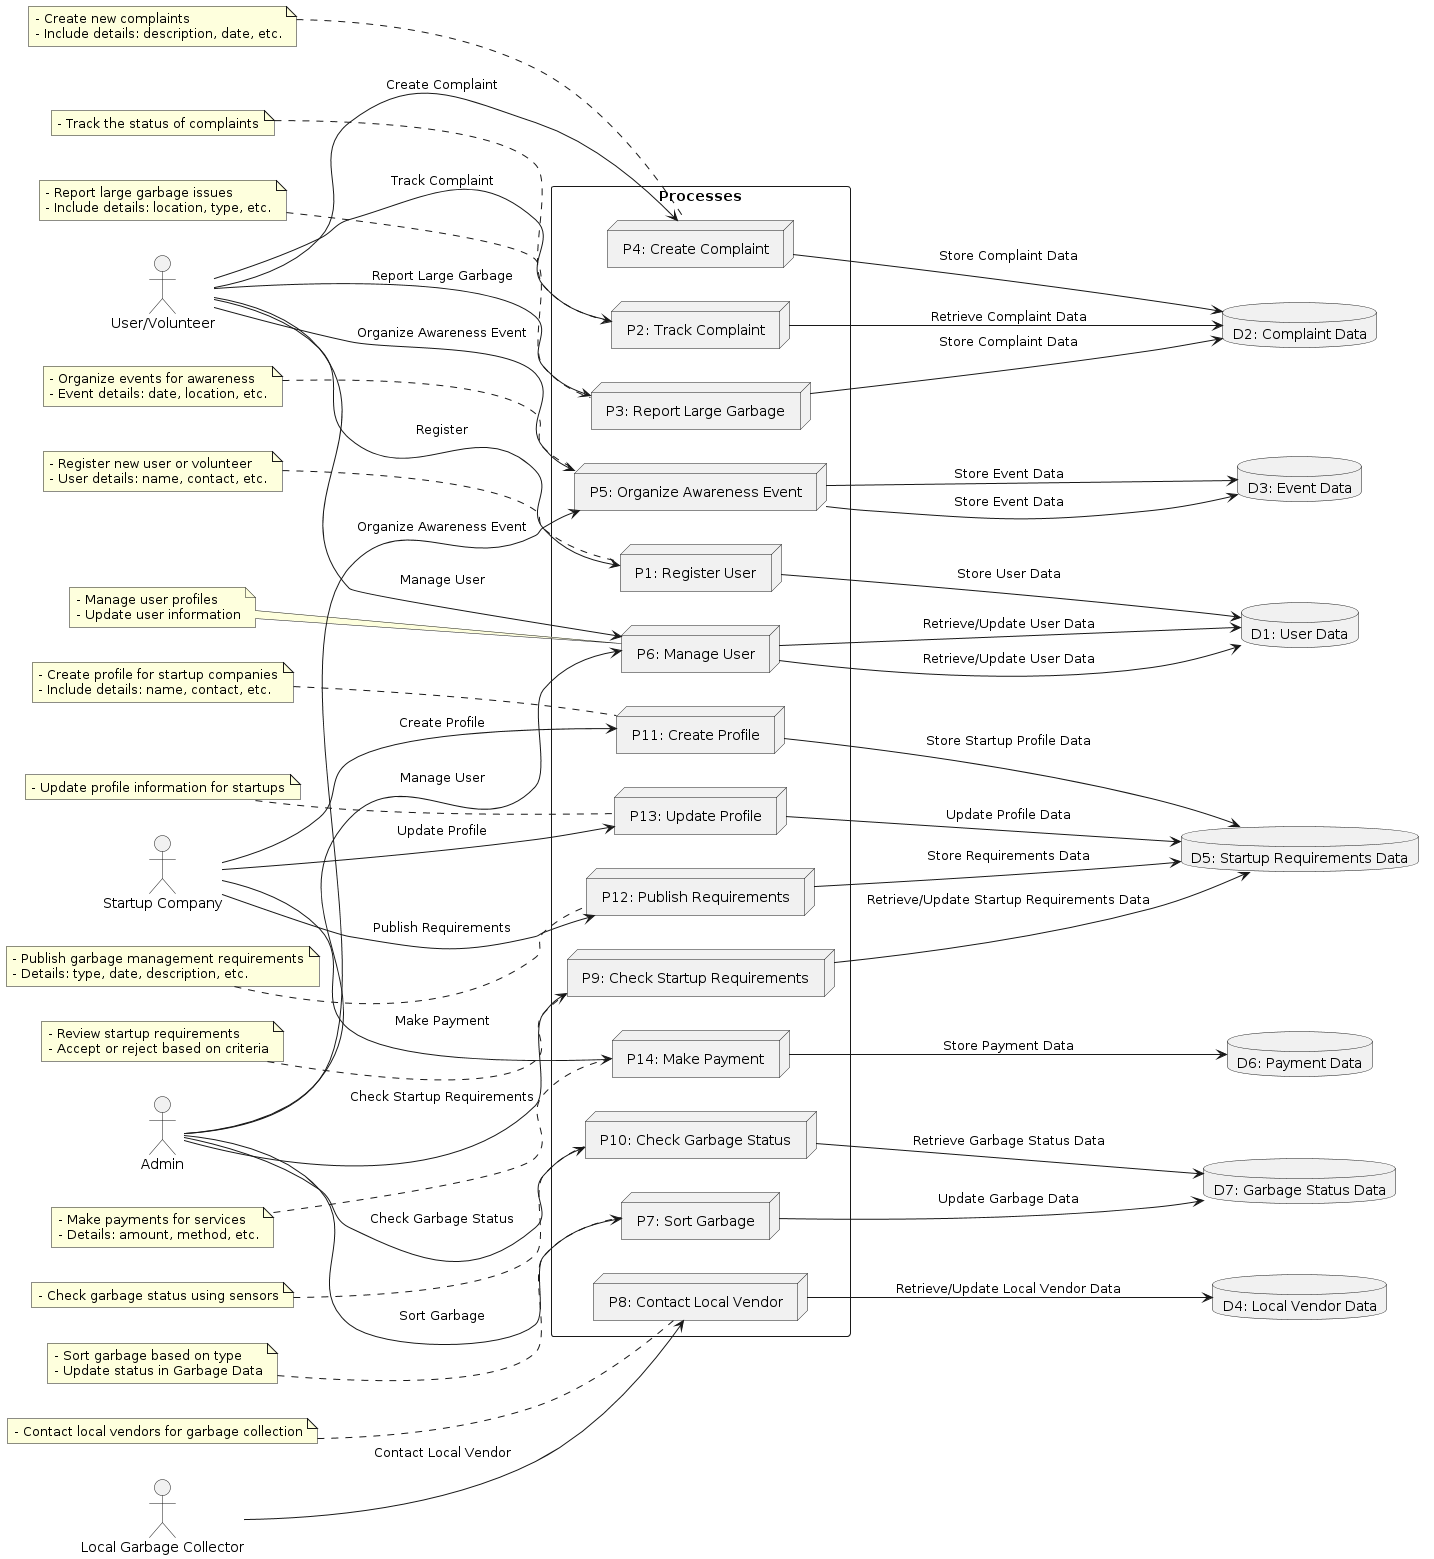 - Create new complaints
- Include details: description, date, etc.
Create Complaint
- Track the status of complaints
Track Complaint
- Report large garbage issues
- Include details: location, type, etc.
Processes
P4: Create Complaint
Store Complaint Data
User/Volunteer
Report Large Garbage
P2: Track Complaint
Retrieve Complaint Data
D2: Complaint Data
Organize Awareness Event
Store Complaint Data
- Organize events for awareness
- Event details: date, location, etc.
P3: Report Large Garbage
Register
- Register new user or volunteer
- User details: name, contact, etc.
P5: Organize Awareness Event
Store Event Data
D3: Event Data
Store Event Data
Organize Awareness Event
P1: Register User
Store User Data
Manage User
- Manage user profiles
- Update user information
P6: Manage User
Retrieve/Update User Data
D1: User Data
Retrieve/Update User Data
- Create profile for startup companies
- Include details: name, contact, etc.
Create Profile
P11: Create Profile
Store Startup Profile Data
Manage User
- Update profile information for startups
Update Profile
P13: Update Profile
Update Profile Data
Store Requirements Data
D5: Startup Requirements Data
Startup Company
P12: Publish Requirements
Retrieve/Update Startup Requirements Data
Publish Requirements
- Publish garbage management requirements
- Details: type, date, description, etc.
P9: Check Startup Requirements
- Review startup requirements
- Accept or reject based on criteria
Make Payment
P14: Make Payment
Store Payment Data
D6: Payment Data
Check Startup Requirements
Admin
P10: Check Garbage Status
Retrieve Garbage Status Data
D7: Garbage Status Data
- Make payments for services
- Details: amount, method, etc.
Check Garbage Status
P7: Sort Garbage
Update Garbage Data
- Check garbage status using sensors
Sort Garbage
P8: Contact Local Vendor
Retrieve/Update Local Vendor Data
D4: Local Vendor Data
- Sort garbage based on type
- Update status in Garbage Data
- Contact local vendors for garbage collection
Contact Local Vendor
Local Garbage Collector